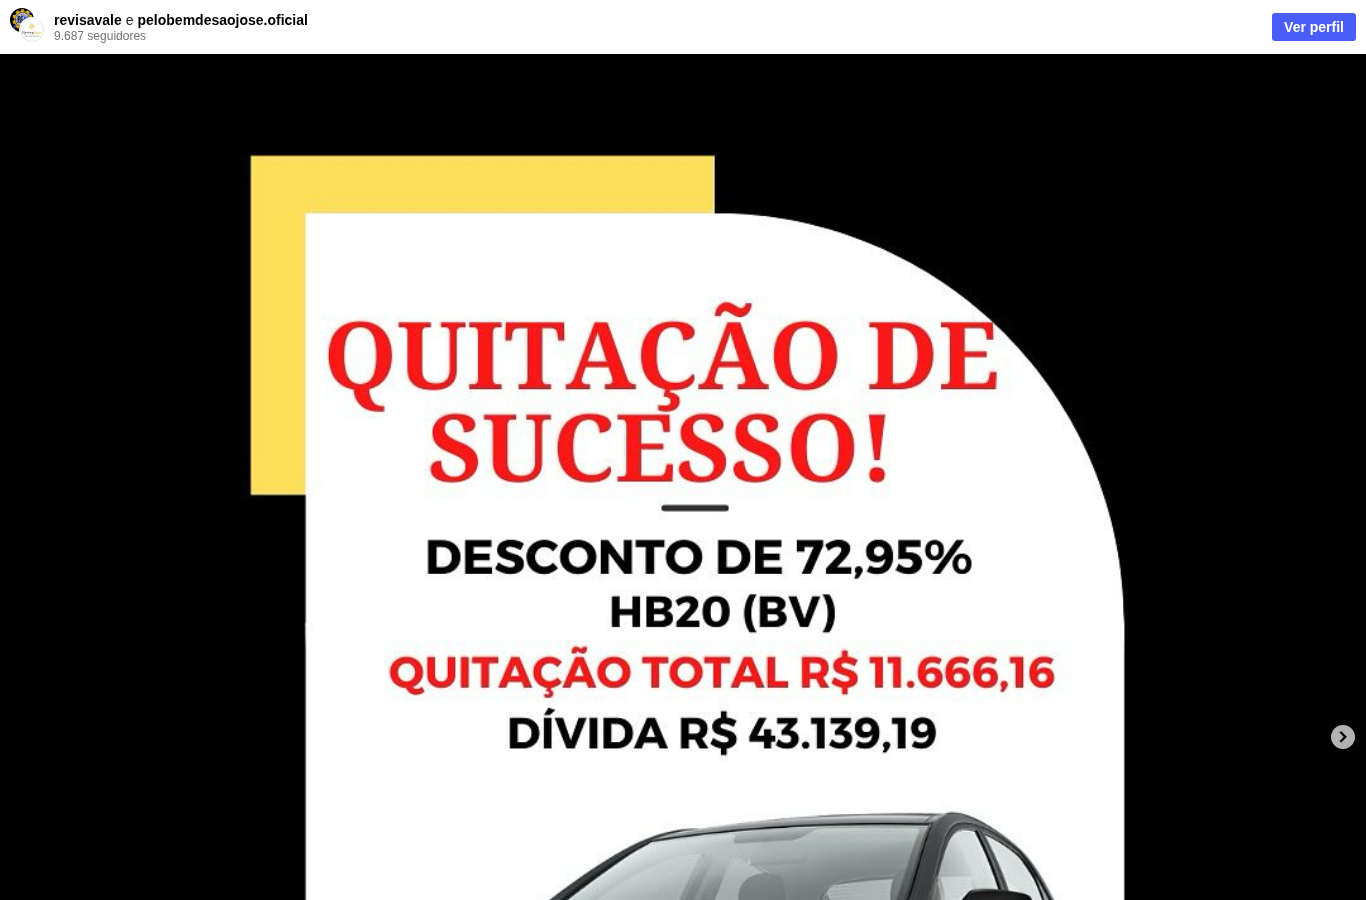 revisavale e pelobemdesaojose.oficial
9.687 seguidores
Ver perfil
QUITAÇÃO DE
SUCESSO!
DESCONTO DE 72,95%
HB20 (BV)
QUITAÇÃO TOTAL R$ 11.666,16
DÍVIDA R$ 43.139,19